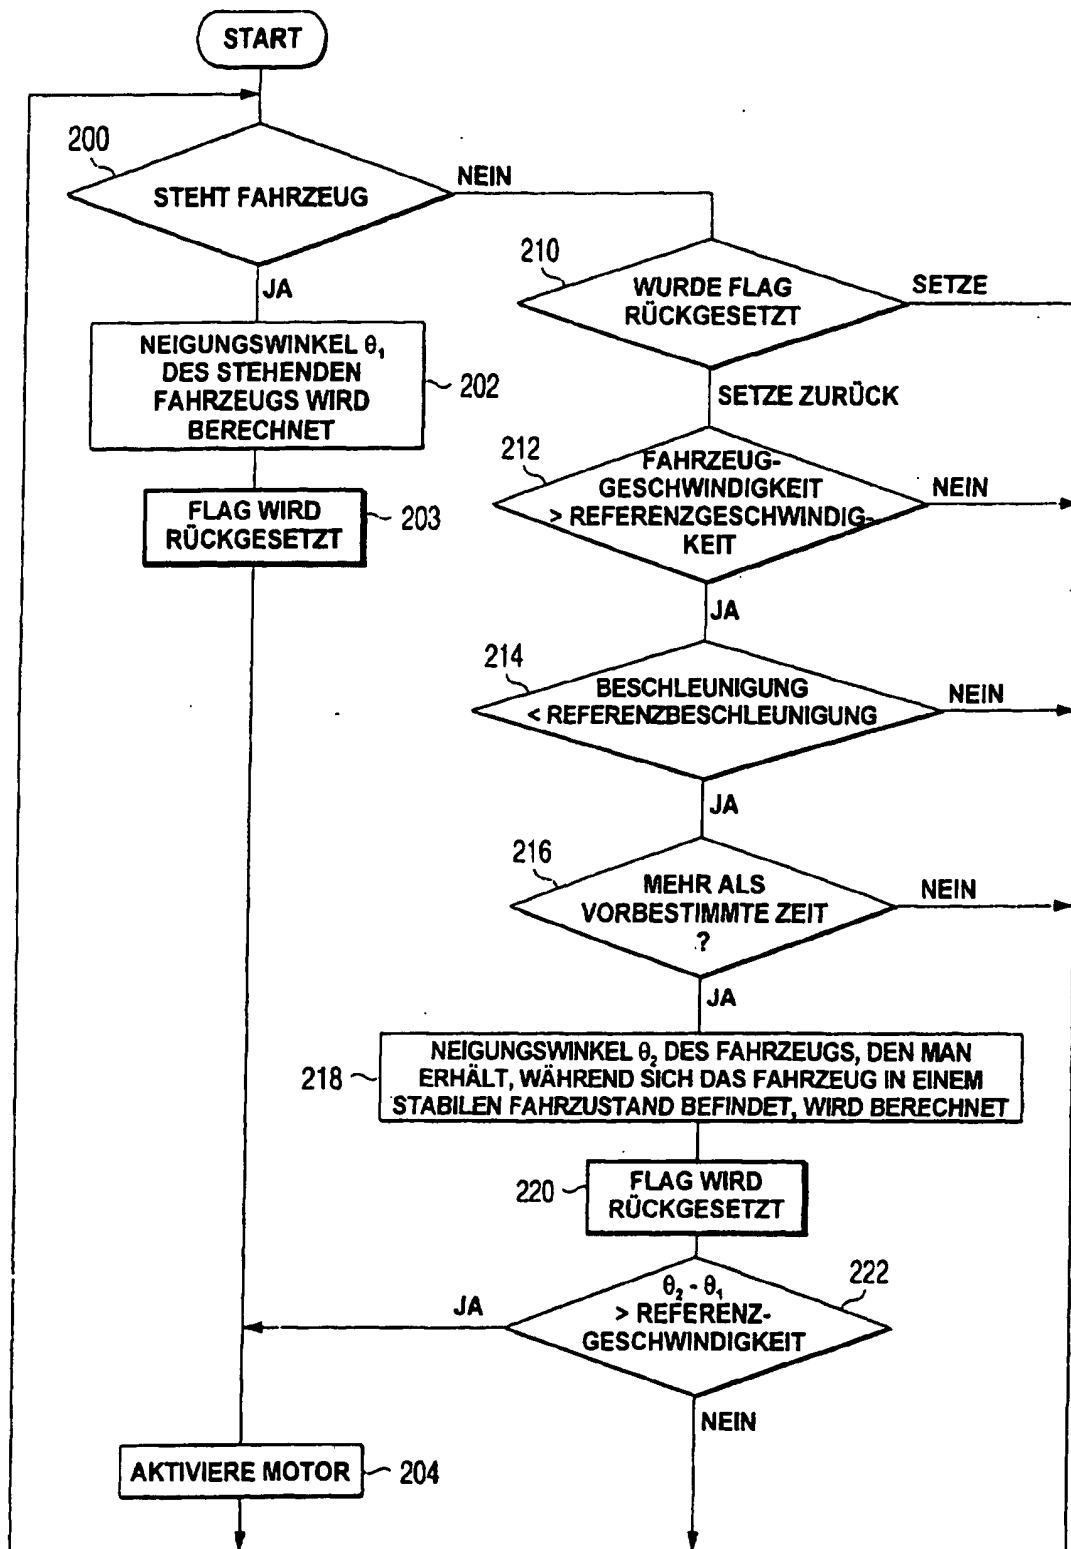 START
200
STEHT FAHRZEUG
NEIN
JA
NEIGUNGSWINKEL θ₁
DES STEHENDEN
FAHRZEUGS WIRD
BERECHNET
202
FLAG WIRD
RÜCKGESETZT
203
210
WURDE FLAG
RÜCKGESETZT
SETZE
SETZE ZURÜCK
212
FAHRZEUG-
GESCHWINDIGKEIT
> REFERENZGESCHWINDIG-
KEIT
NEIN
JA
214
BESCHLEUNIGUNG
< REFERENZBESCHLEUNIGUNG
NEIN
JA
216
MEHR ALS
VORBESTIMMTE ZEIT
?
NEIN
JA
218
NEIGUNGSWINKEL θ₂ DES FAHRZEUGS, DEN MAN
ERHÄLT, WÄHREND SICH DAS FAHRZEUG IN EINEM
STABILEN FAHRZUSTAND BEFINDET, WIRD BERECHNET
220
FLAG WIRD
RÜCKGESETZT
222
θ₂ - θ₁
> REFERENZ-
GESCHWINDIGKEIT
JA
NEIN
AKTIVIERE MOTOR
204